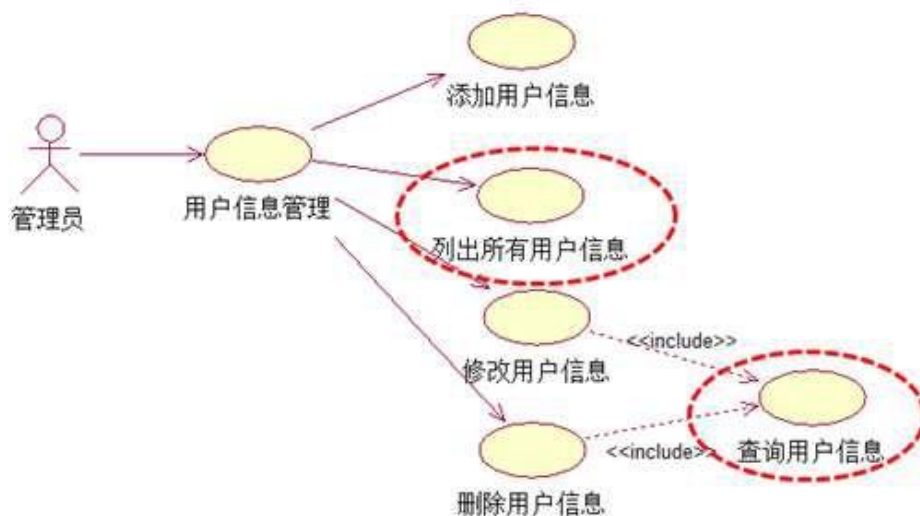 添加用户信息
管理员
用户信息管理
列出所有用户信息
<<include>>
修改用户信息
<<include>>
查询用户信息
删除用户信息